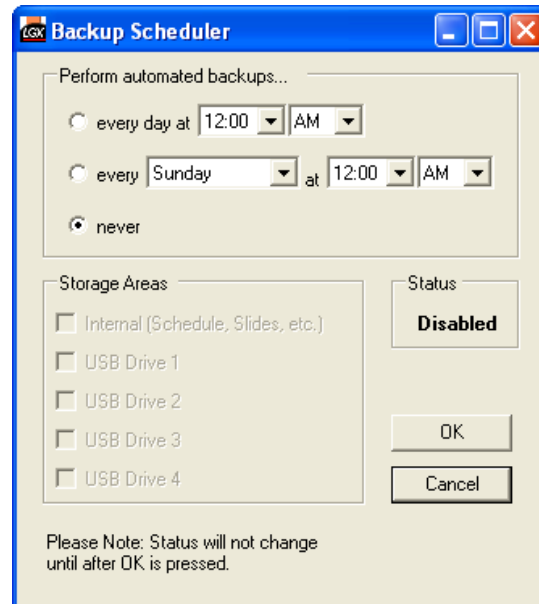 LGX Backup Scheduler
Perform automated backups...
every day at 12:00 AM
every Sunday at 12:00 AM
never
Storage Areas
Internal (Schedule, Slides, etc.)
USB Drive 1
USB Drive 2
USB Drive 3
USB Drive 4
Status
Disabled
OK
Cancel
Please Note: Status will not change
until after OK is pressed.